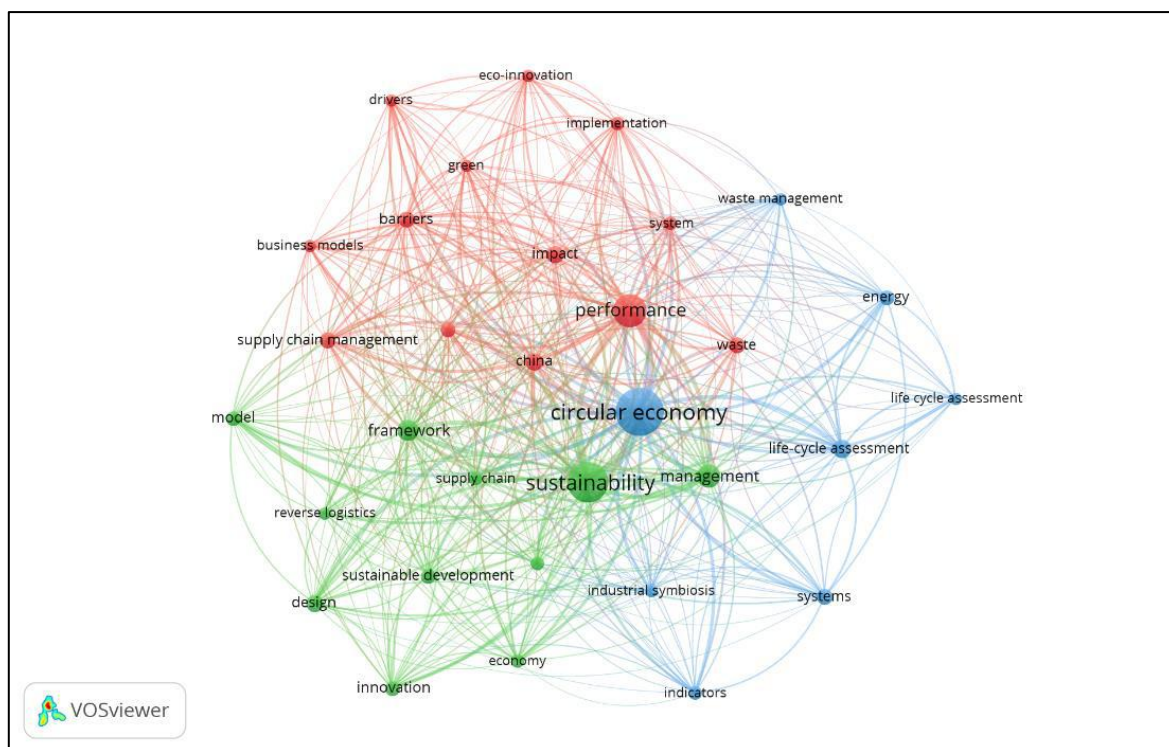 eco-innovation
drivers
implementation
green
waste management
barriers
system
business models
impact
energy
performance
supply chain management
waste
china
life cycle assessment
circular economy
model
framework
life-cycle assessment
supply chain
sustainability
management
reverse logistics
sustainable development
industrial symbiosis
systems
design
economy
innovation
indicators
VOSviewer